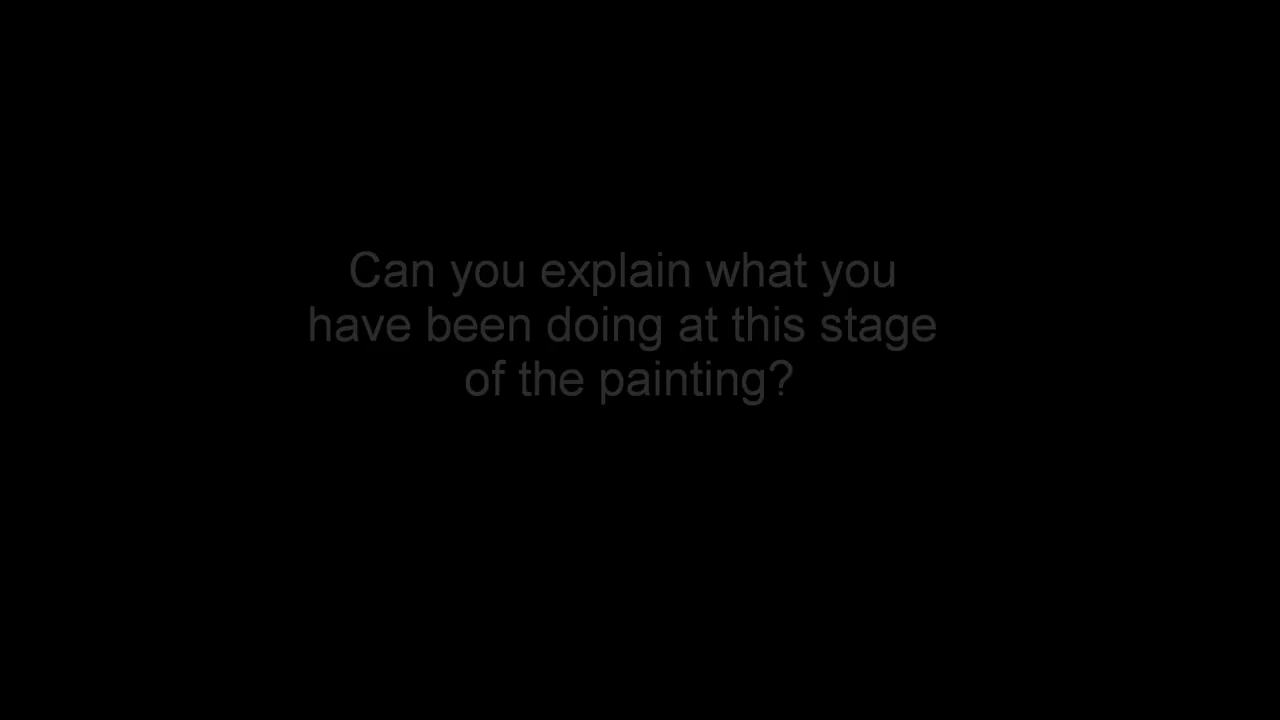 Can you explain what you
have been doing at this stage
of the painting?